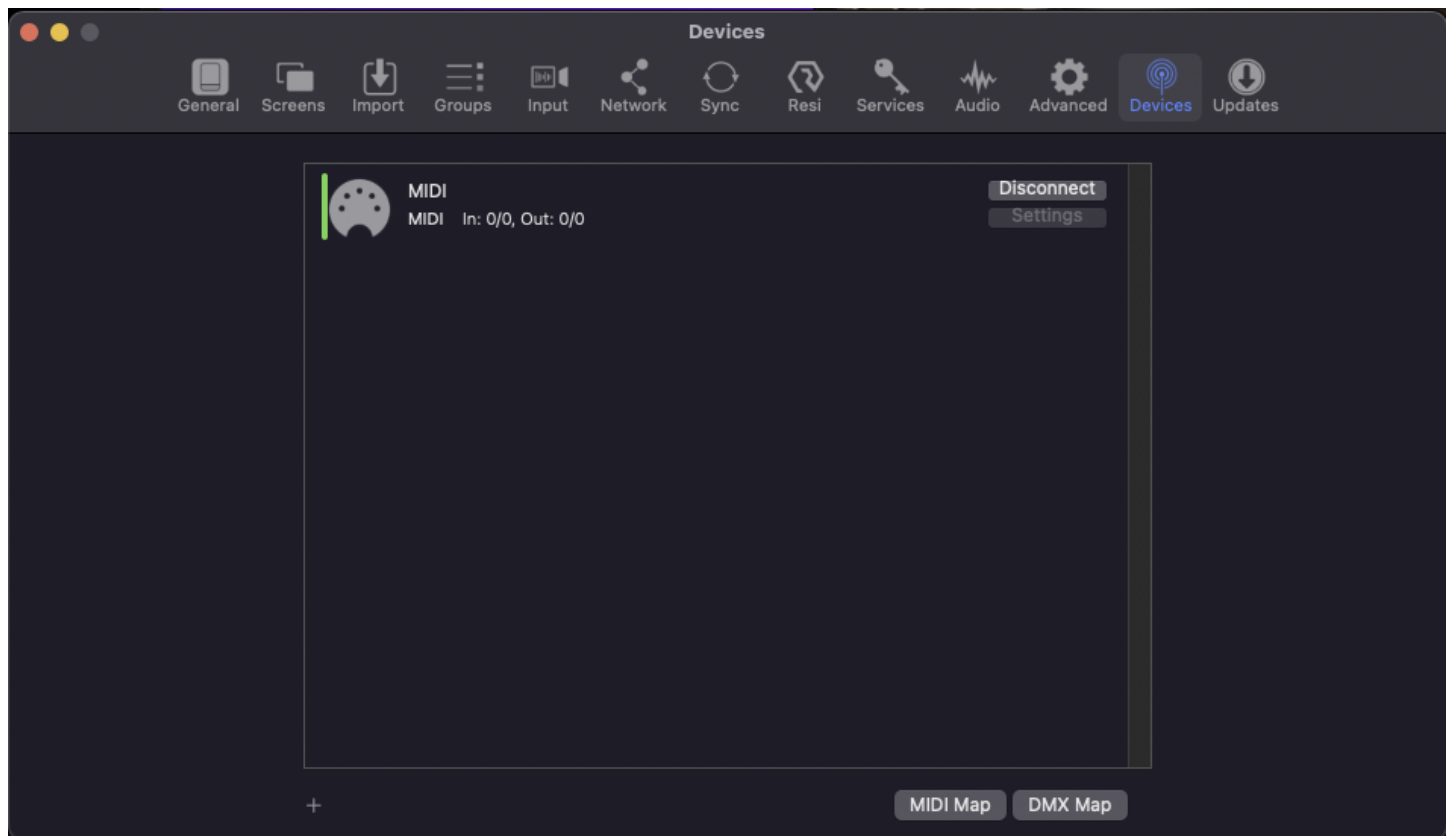 Devices
General Screens Import Groups Input Network Sync Resi Services Audio Advanced Devices Updates
MIDI Disconnect
MIDI In: 0/0, Out: 0/0 Settings
+ MIDI Map DMX Map